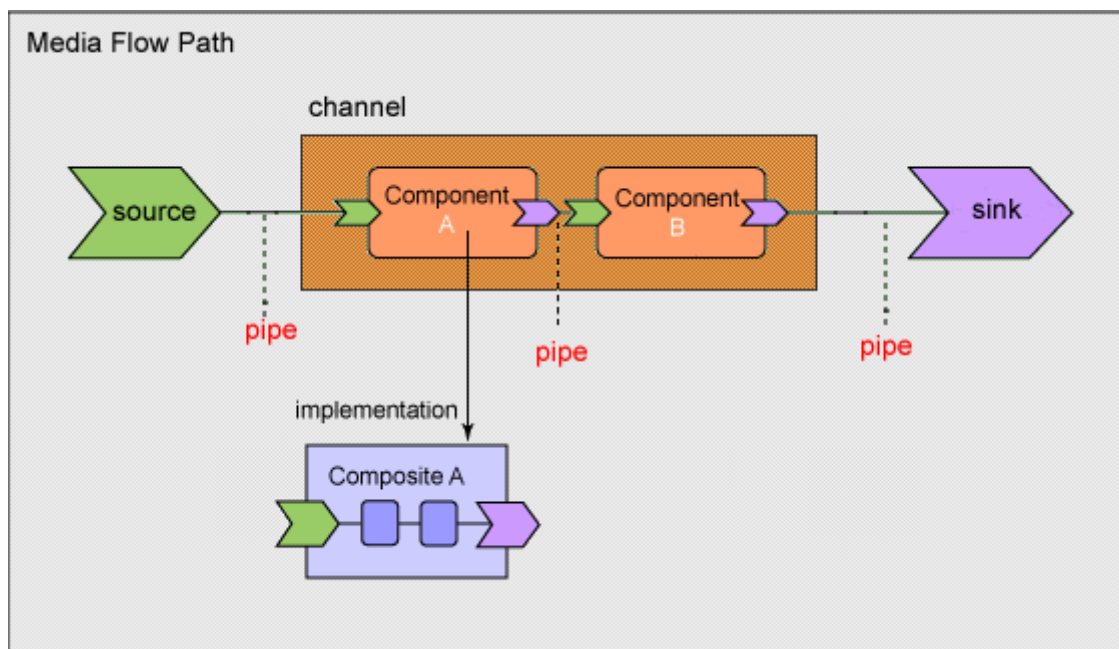 Media Flow Path
channel
source
Component
A
Component
B
sink
pipe
pipe
pipe
implementation
Composite A